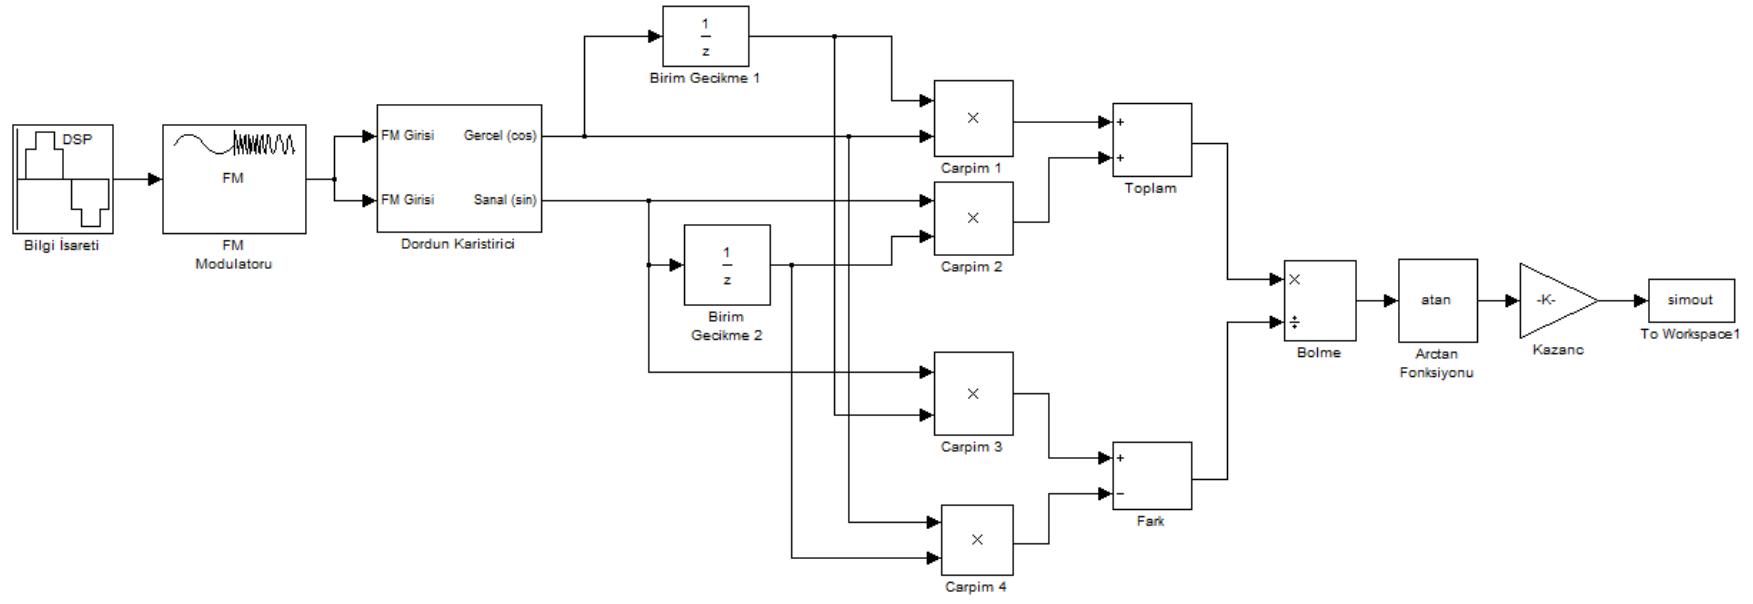 DSP
Bilgi İsareti
FM
FM
Modulatoru
FM Girisi
Gercel (cos)
FM Girisi
Sanal (sin)
Dordun Karistirici
1
z
Birim Gecikme 1
1
z
Birim
Gecikme 2
×
Carpim 1
×
Carpim 2
×
Carpim 3
×
Carpim 4
+
+
Toplam
+
−
Fark
×
÷
Bolme
atan
Arctan
Fonksiyonu
-K-
Kazanc
simout
To Workspace1